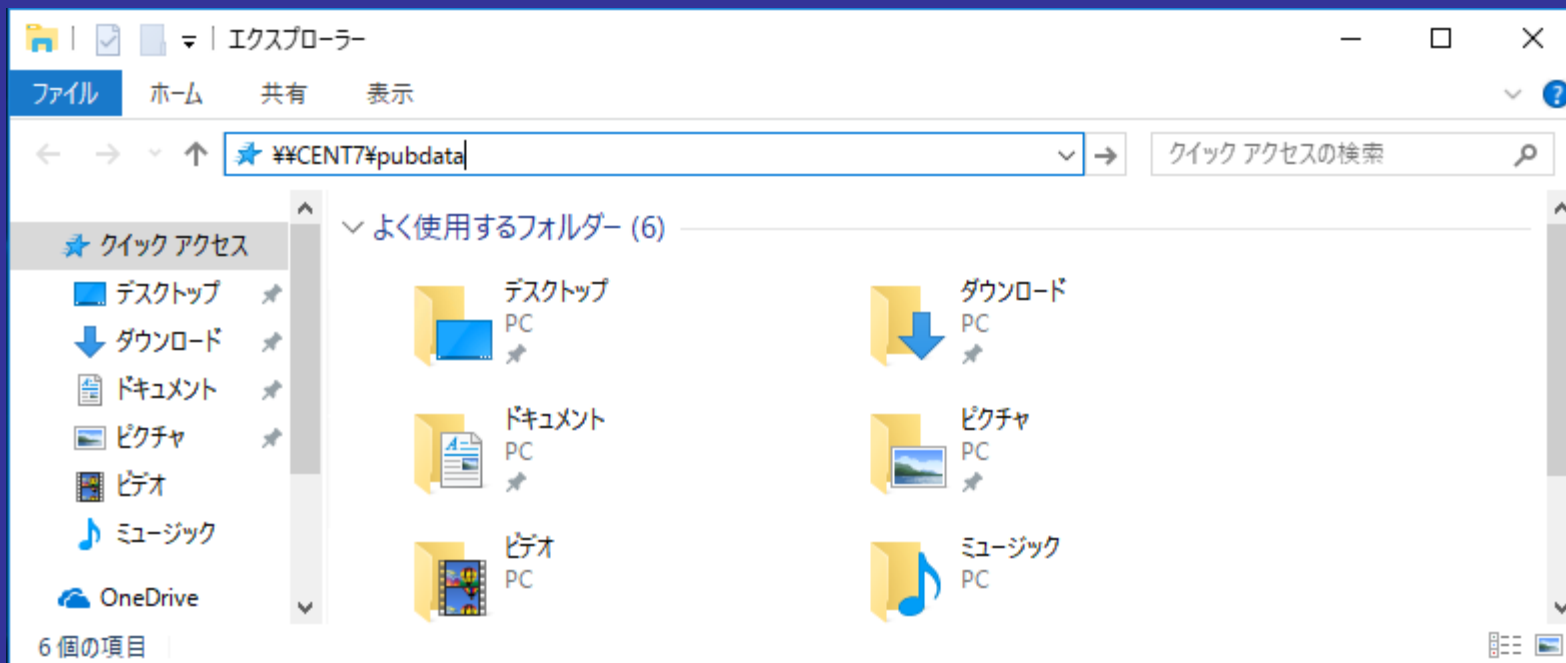 エクスプローラー
ファイル ホーム 共有 表示
¥¥CENT7¥pubdata クイック アクセスの検索
クイック アクセス
デスクトップ
ダウンロード
ドキュメント
ピクチャ
ビデオ
ミュージック
OneDrive
よく使用するフォルダー (6)
デスクトップ
PC
ダウンロード
PC
ドキュメント
PC
ピクチャ
PC
ビデオ
PC
ミュージック
PC
6 個の項目